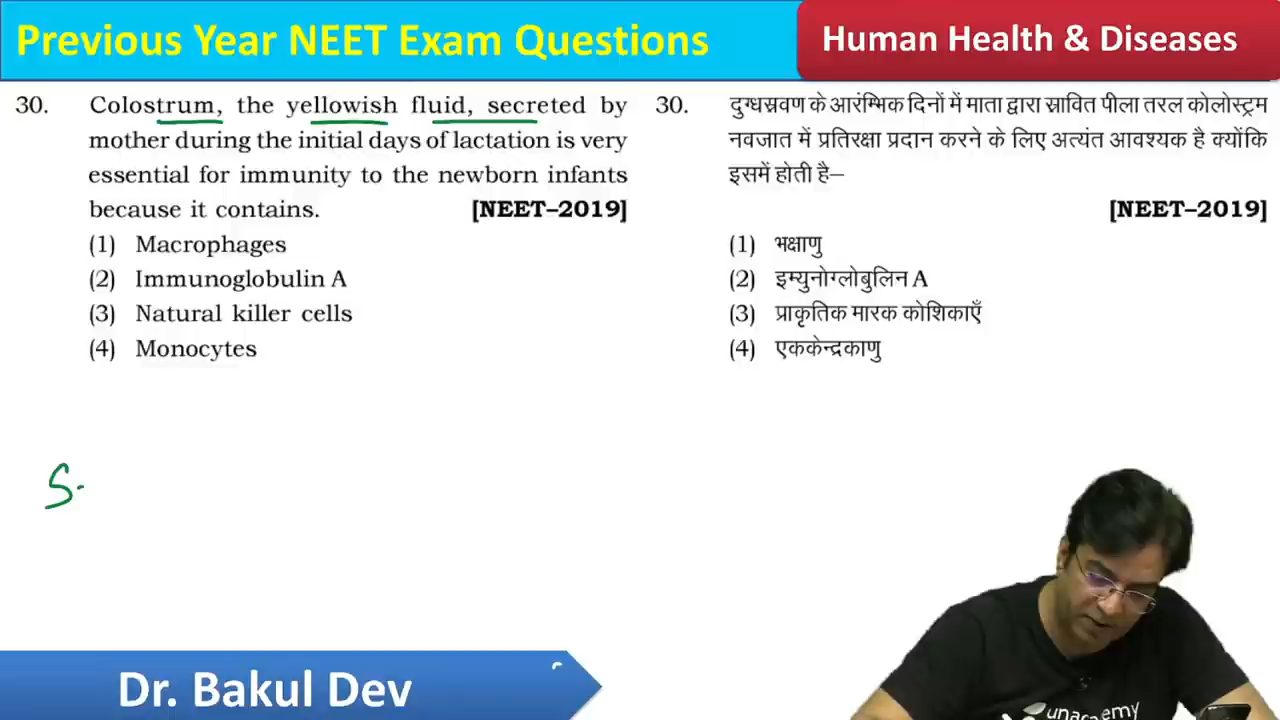 Previous Year NEET Exam Questions
Human Health & Diseases
30. Colostrum, the yellowish fluid, secreted by
mother during the initial days of lactation is very
essential for immunity to the newborn infants
because it contains. [NEET–2019]
(1) Macrophages
(2) Immunoglobulin A
(3) Natural killer cells
(4) Monocytes
30. दुग्धस्रवण के आरंम्भिक दिनों में माता द्वारा स्रावित पीला तरल कोलोस्ट्रम
नवजात में प्रतिरक्षा प्रदान करने के लिए अत्यंत आवश्यक है क्योंकि
इसमें होती है–
[NEET–2019]
(1) भक्षाणु
(2) इम्युनोग्लोबुलिन A
(3) प्राकृतिक मारक कोशिकाएँ
(4) एककेन्द्रकाणु
S
Dr. Bakul Dev
unacademy